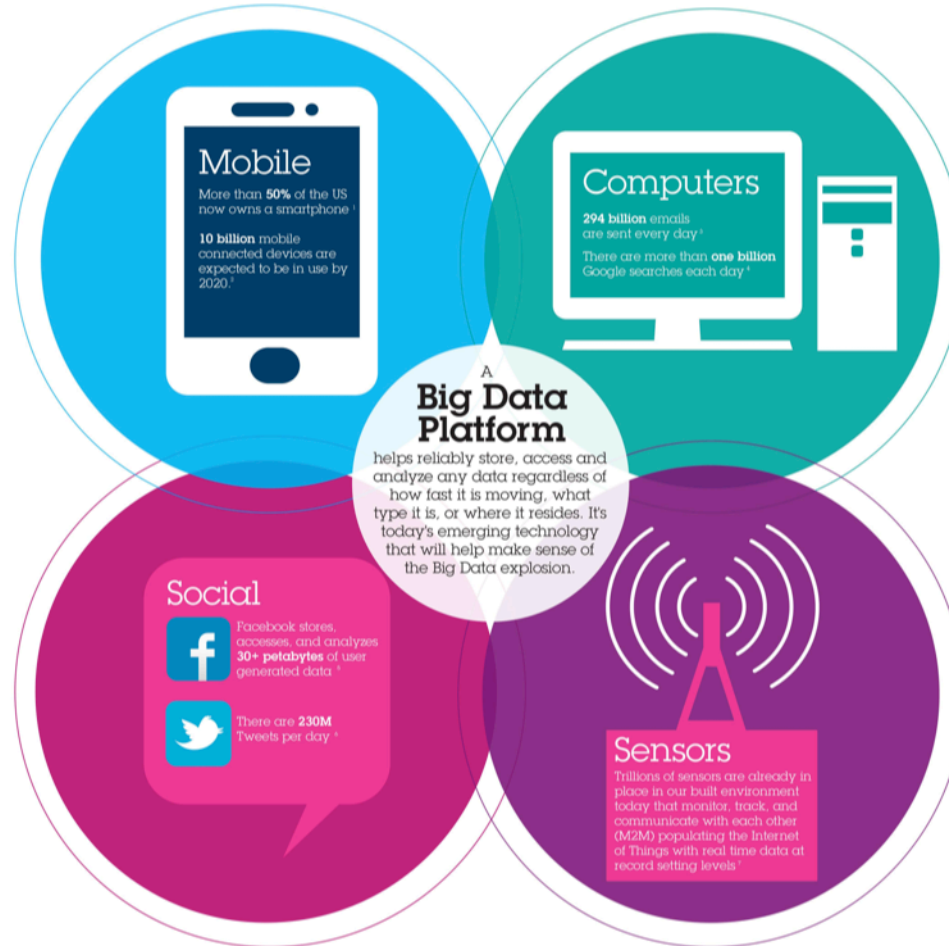 Mobile
More than 50% of the US
now owns a smartphone 1
10 billion mobile
connected devices are
expected to be in use by
2020.2
Computers
294 billion emails
are sent every day 3
There are more than one billion
Google searches each day 4
A
Big Data
Platform
helps reliably store, access and
analyze any data regardless of
how fast it is moving, what
type it is, or where it resides. It's
today's emerging technology
that will help make sense of
the Big Data explosion.
Social
f
Facebook stores,
accesses, and analyzes
30+ petabytes of user
generated data 5
There are 230M
Tweets per day 6
Sensors
Trillions of sensors are already in
place in our built environment
today that monitor, track, and
communicate with each other
(M2M) populating the Internet
of Things with real time data at
record setting levels 7